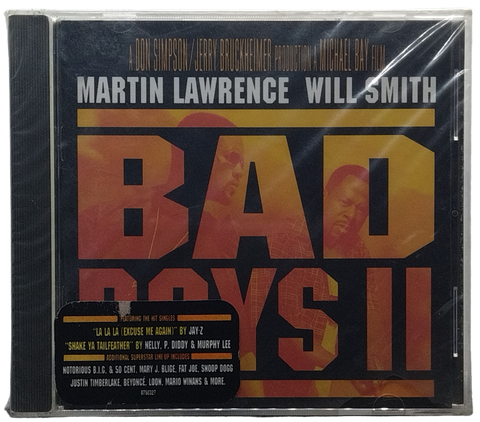 A DON SIMPSON/JERRY BRUCKHEIMER PRODUCTION A MICHAEL BAY FILM
MARTIN LAWRENCE WILL SMITH
BAD
BOYS II
FEATURING THE HIT SINGLES
"LA LA LA (EXCUSE ME AGAIN)" BY JAY-Z
"SHAKE YA TAILFEATHER" BY NELLY, P. DIDDY & MURPHY LEE
ADDITIONAL SUPERSTAR LINE UP INCLUDES
NOTORIOUS B.I.G. & 50 CENT, MARY J. BLIGE, FAT JOE, SNOOP DOGG
JUSTIN TIMBERLAKE, BEYONCÉ, LOON, MARIO WINANS & MORE.